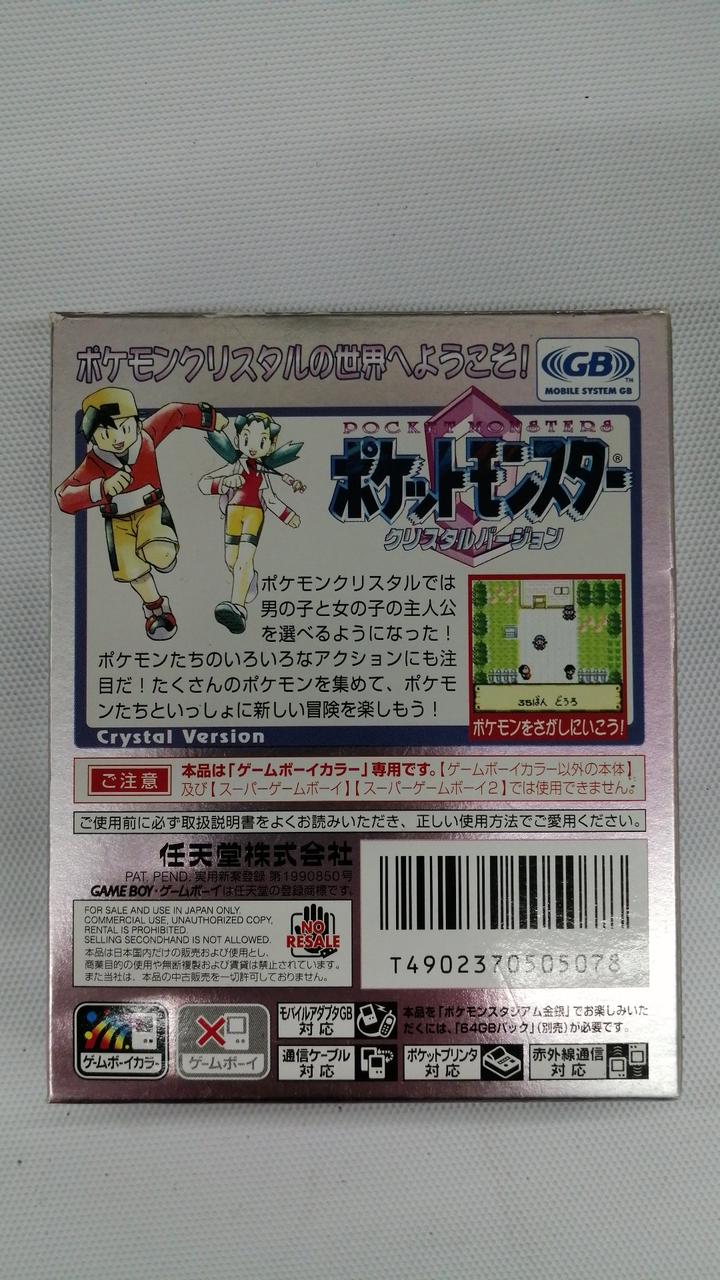 ポケモンクリスタルの世界へようこそ!
GB
TM
MOBILE SYSTEM GB
POCKET MONSTERS
ポケットモンスター®
クリスタルバージョン
ポケモンクリスタルでは
男の子と女の子の主人公
を選べるようになった!
ポケモンたちのいろいろなアクションにも注
目だ!たくさんのポケモンを集めて、ポケモ
ンたちといっしょに新しい冒険を楽しもう!
35ばん どうろ
ポケモンをさがしにいこう!
Crystal Version
ご注意
本品は「ゲームボーイカラー」専用です。【ゲームボーイカラー以外の本体】
及び【スーパーゲームボーイ】【スーパーゲームボーイ2】では使用できません。
ご使用前に必ず取扱説明書をよくお読みいただき、正しい使用方法でご愛用ください。
任天堂株式会社
PAT. PEND. 実用新案登録 第1990850号
GAME BOY・ゲームボーイは任天堂の登録商標です。
FOR SALE AND USE IN JAPAN ONLY.
COMMERCIAL USE, UNAUTHORIZED COPY,
RENTAL IS PROHIBITED.
SELLING SECONDHAND IS NOT ALLOWED.
本品は日本国内だけの販売および使用とし、
商業目的の使用や無断複製および賃貸は禁止されています。
また当社は、本品の中古販売を一切許可しておりません。
NO
RESALE
T4902370505078
ゲームボーイカラー
ゲームボーイ
モバイルアダプタGB
対応
本品を「ポケモンスタジアム金銀」でお楽しみいた
だくには、「64GBパック」(別売)が必要です。
通信ケーブル
対応
ポケットプリンタ
対応
赤外線通信
対応